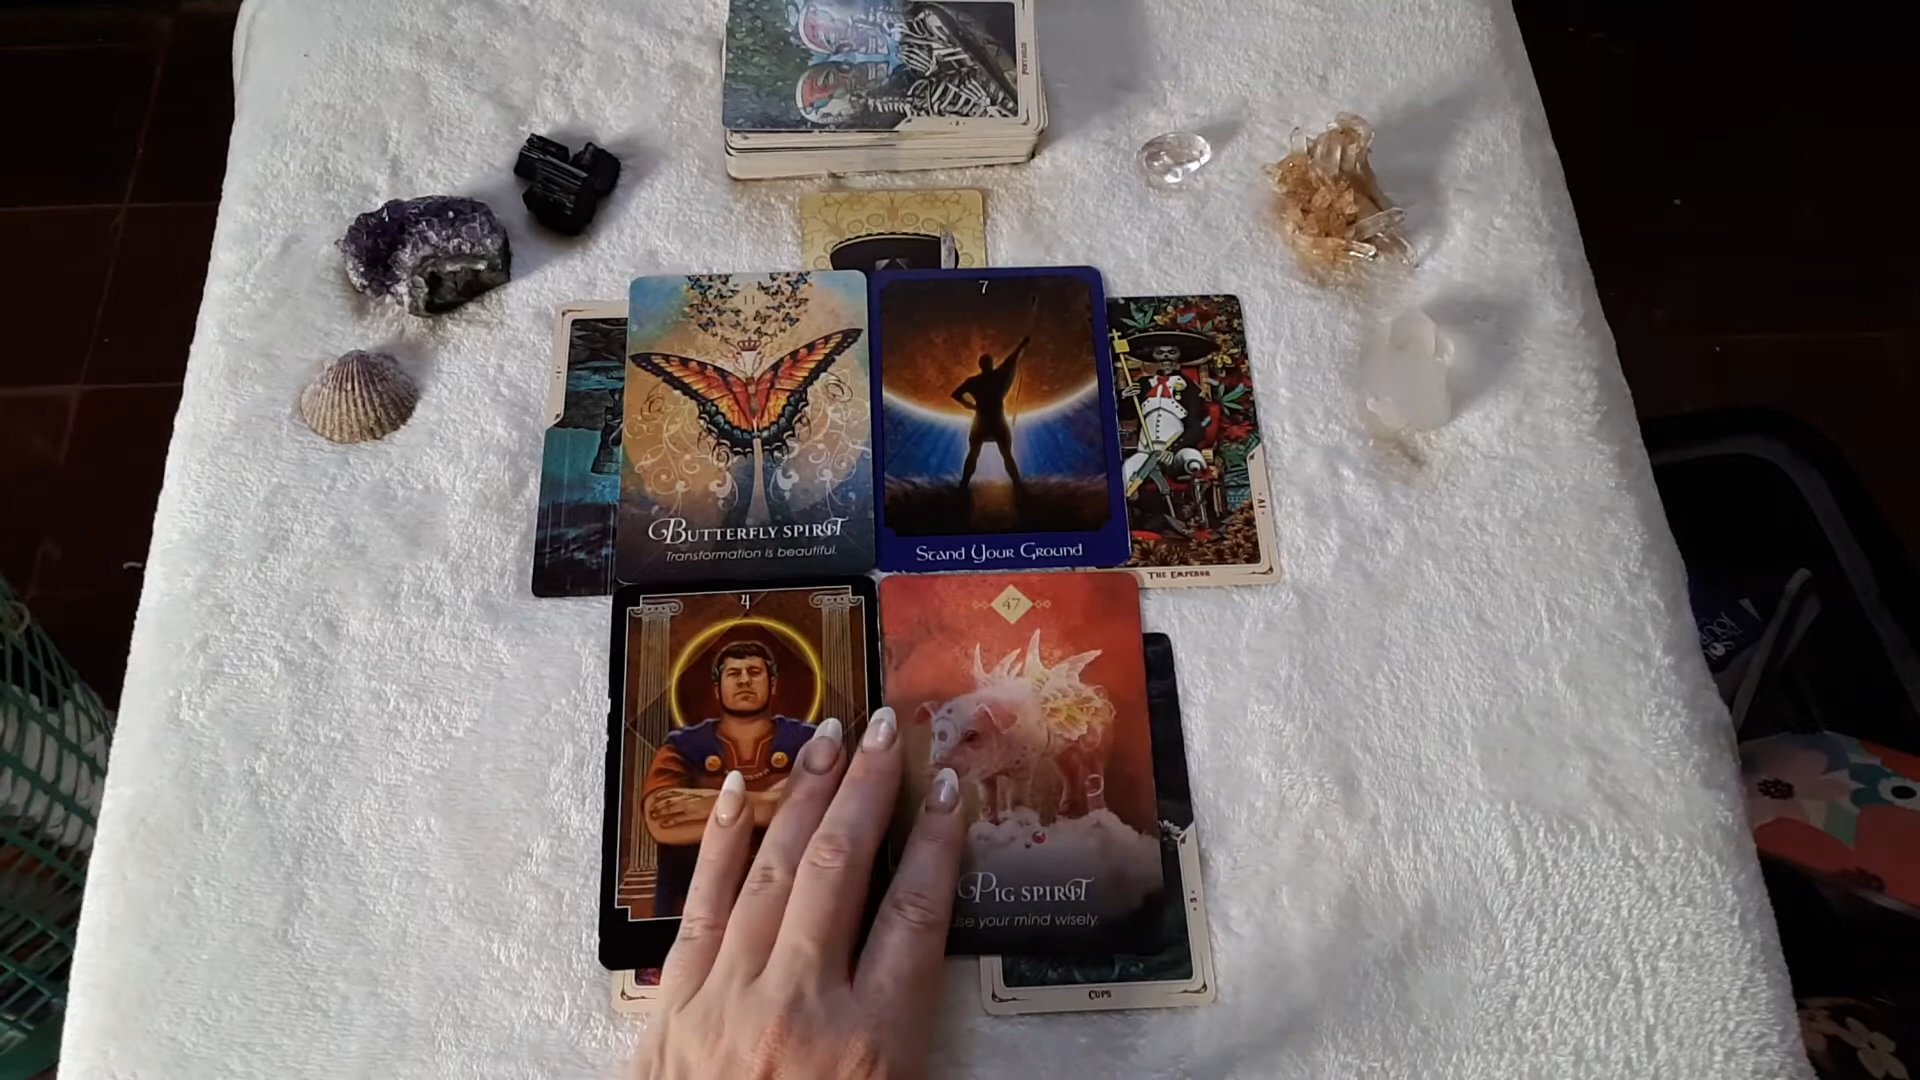 11
7
BUTTERFLY SPIRIT
Transformation is beautiful.
Stand Your Ground
THE EMPEROR
4
47
PIG SPIRIT
your mind wisely.
CUPS